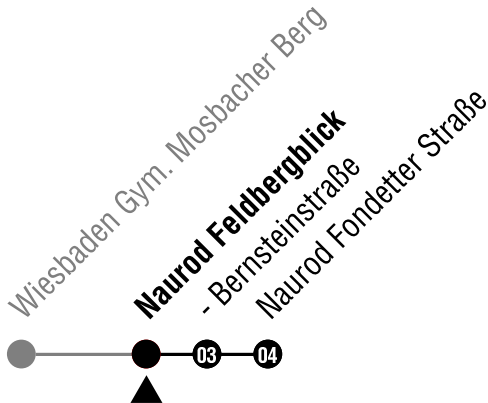 Wiesbaden Gym. Mosbacher Berg
Naurod Feldbergblick
- Bernsteinstraße
Naurod Fondetter Straße
03
04